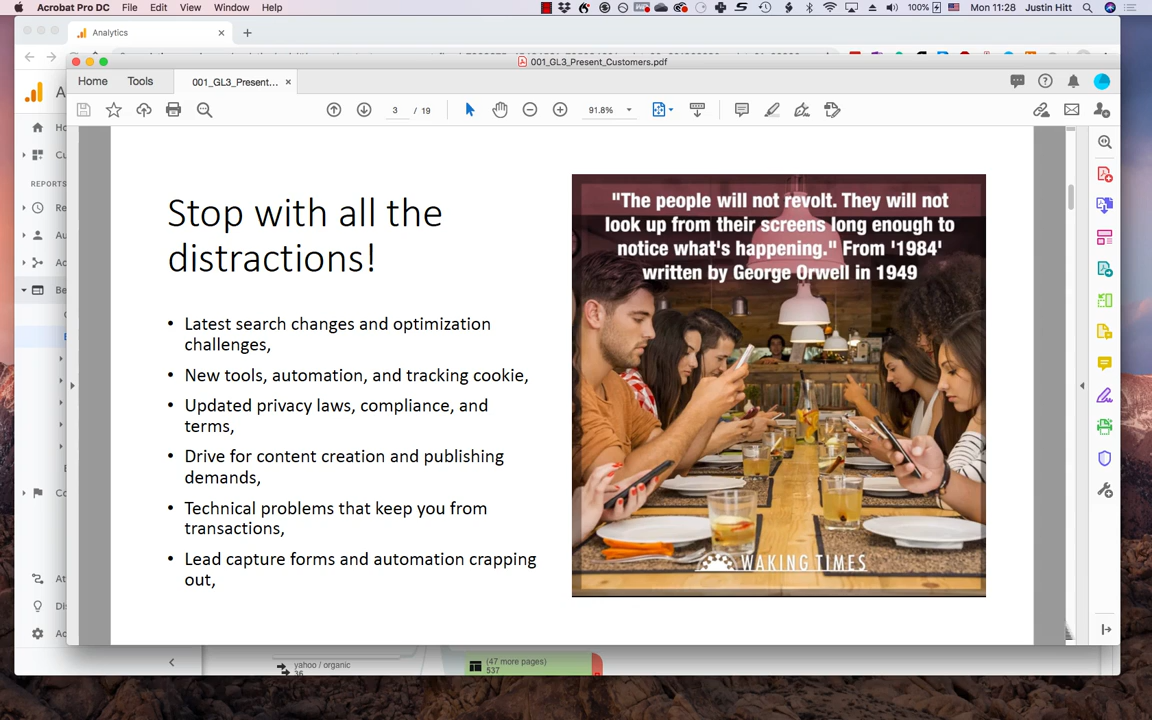 Acrobat Pro DC File Edit View Window Help
100% Mon 11:28 Justin Hitt
Analytics
001_GL3_Present_Customers.pdf
Home Tools 001_GL3_Present...
3 / 19 91.8%
REPORTS
Stop with all the
distractions!
• Latest search changes and optimization
challenges,
• New tools, automation, and tracking cookie,
• Updated privacy laws, compliance, and
terms,
• Drive for content creation and publishing
demands,
• Technical problems that keep you from
transactions,
• Lead capture forms and automation crapping
out,
"The people will not revolt. They will not
look up from their screens long enough to
notice what's happening." From '1984'
written by George Orwell in 1949
WAKING TIMES
yahoo / organic
36
(47 more pages)
537